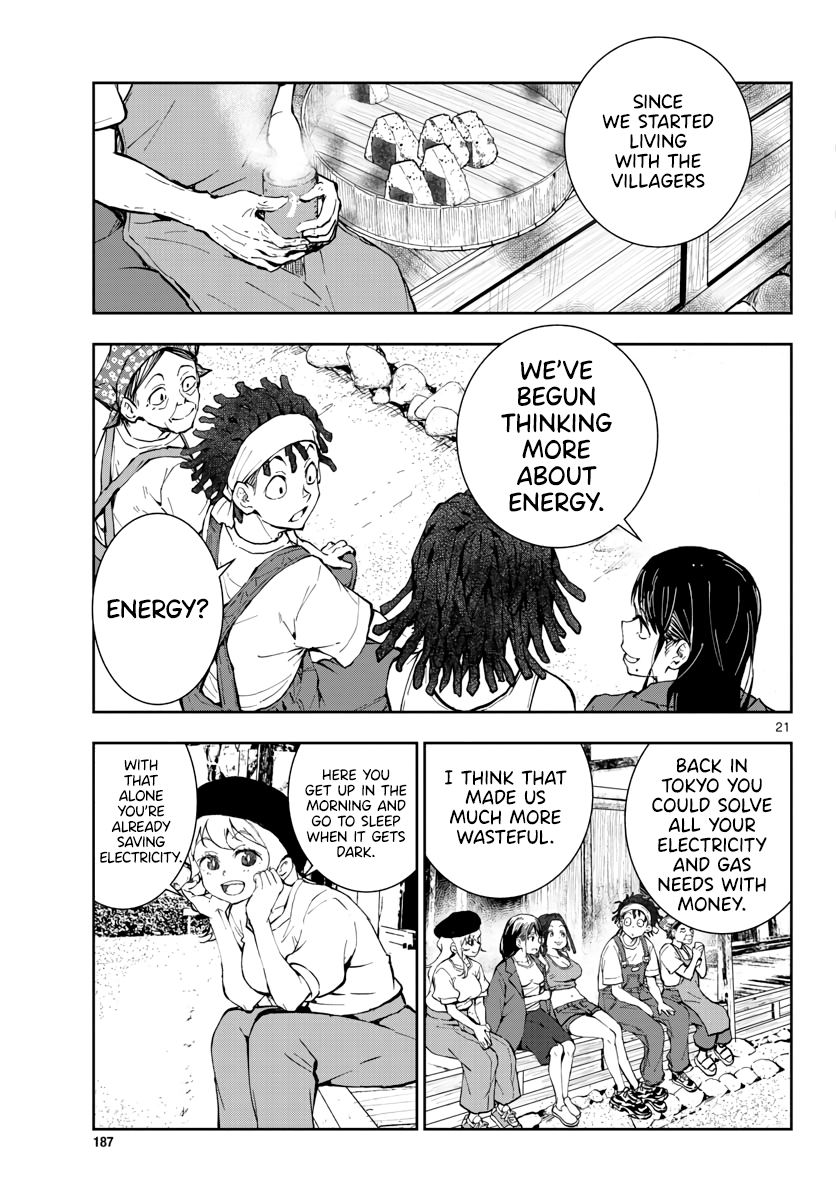 SINCE
WE STARTED
LIVING
WITH THE
VILLAGERS
WE'VE
BEGUN
THINKING
MORE
ABOUT
ENERGY.
ENERGY?
21
BACK IN
TOKYO YOU
COULD SOLVE
ALL YOUR
ELECTRICITY
AND GAS
NEEDS WITH
MONEY.
I THINK THAT
MADE US
MUCH MORE
WASTEFUL.
HERE YOU
GET UP IN THE
MORNING AND
GO TO SLEEP
WHEN IT GETS
DARK.
WITH
THAT
ALONE
YOU'RE
ALREADY
SAVING
ELECTRICITY.
187